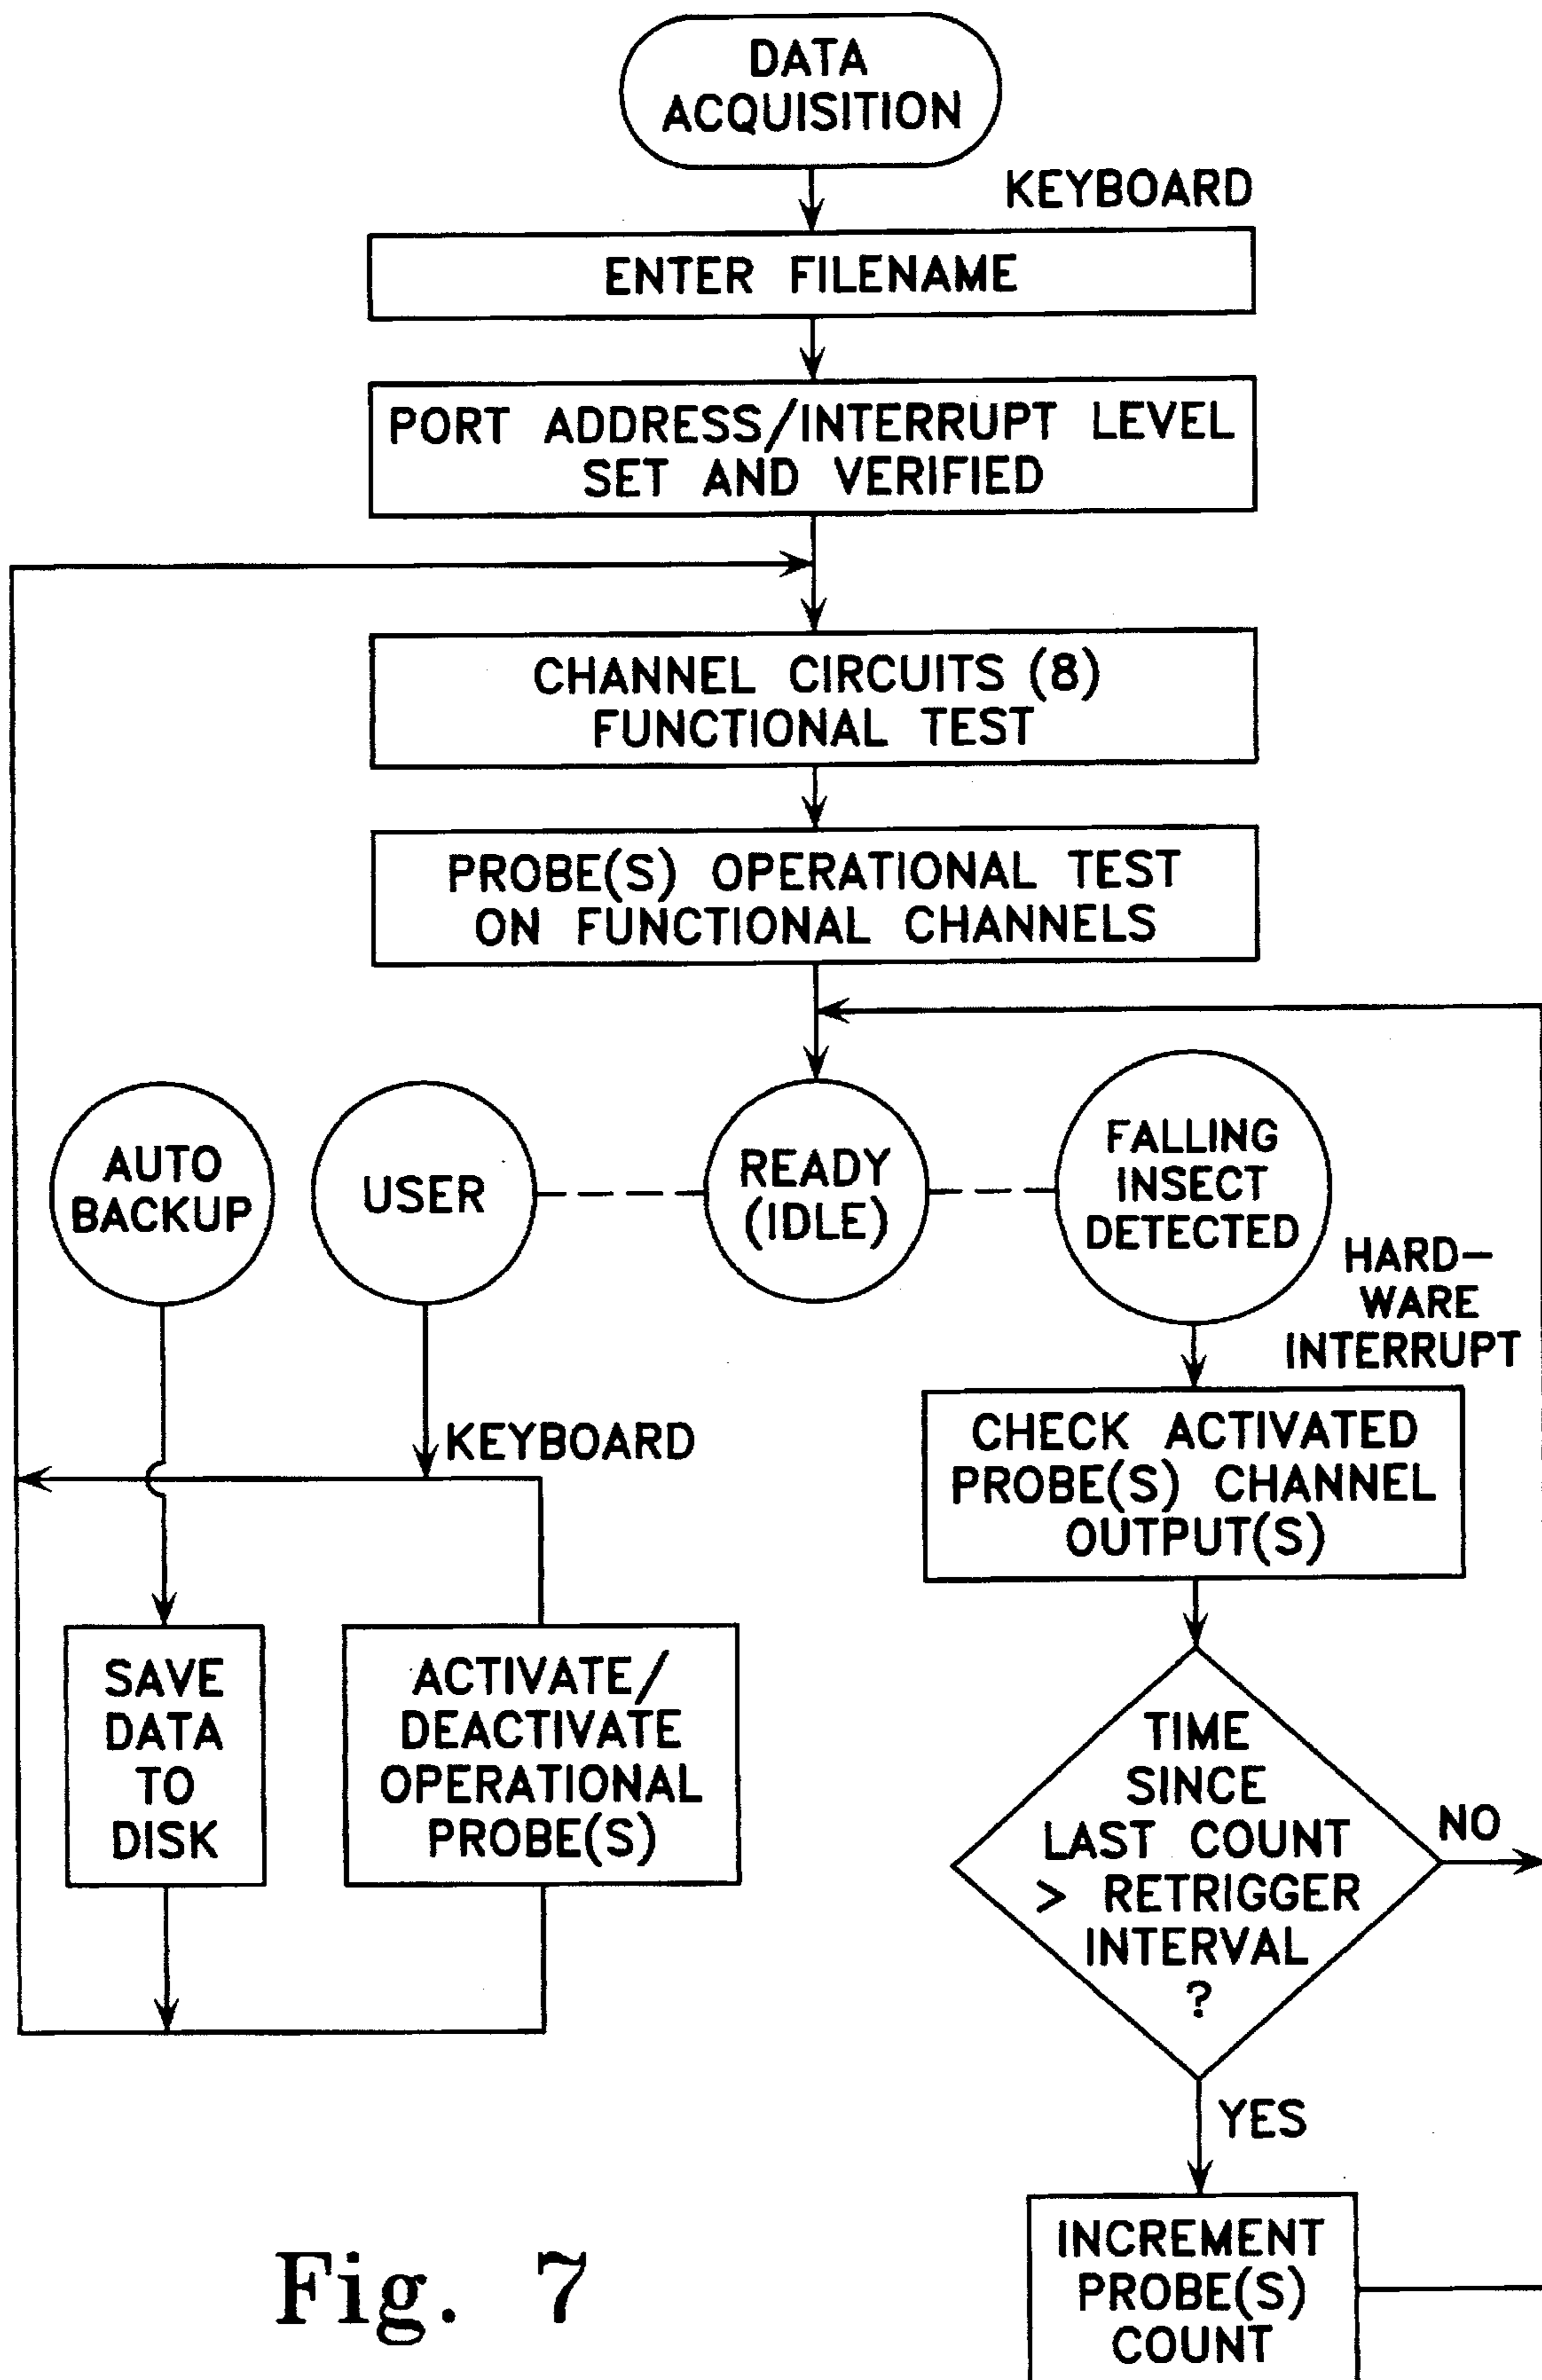 DATA
ACQUISITION
KEYBOARD
ENTER FILENAME
PORT ADDRESS/INTERRUPT LEVEL
SET AND VERIFIED
CHANNEL CIRCUITS (8)
FUNCTIONAL TEST
PROBE(S) OPERATIONAL TEST
ON FUNCTIONAL CHANNELS
AUTO
BACKUP
USER
READY
(IDLE)
FALLING
INSECT
DETECTED
HARD-
WARE
INTERRUPT
KEYBOARD
CHECK ACTIVATED
PROBE(S) CHANNEL
OUTPUT(S)
SAVE
DATA
TO
DISK
ACTIVATE/
DEACTIVATE
OPERATIONAL
PROBE(S)
TIME
SINCE
LAST COUNT
> RETRIGGER
INTERVAL
?
NO
YES
INCREMENT
PROBE(S)
COUNT
Fig. 7